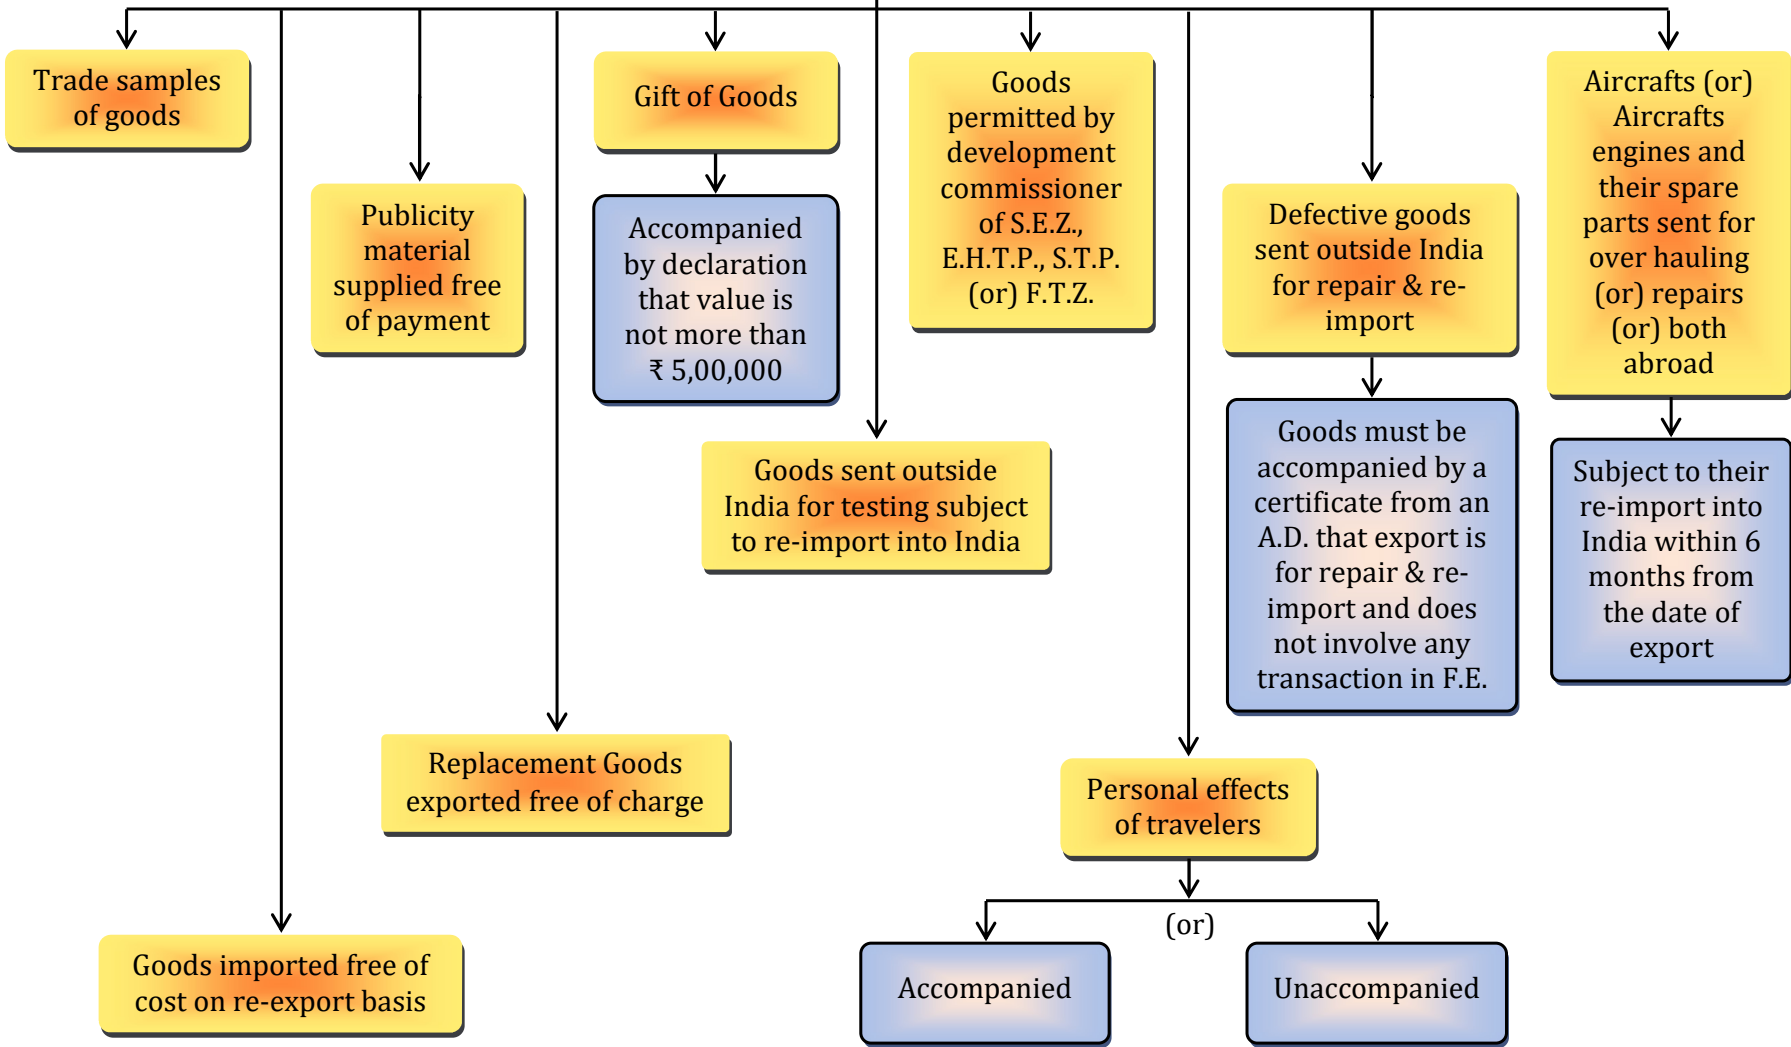 Trade samples
of goods
Gift of Goods
Goods
permitted by
development
commissioner
of S.E.Z.,
E.H.T.P., S.T.P.
(or) F.T.Z.
Aircrafts (or)
Aircrafts
engines and
their spare
parts sent for
over hauling
(or) repairs
(or) both
abroad
Publicity
material
supplied free
of payment
Accompanied
by declaration
that value is
not more than
₹ 5,00,000
Defective goods
sent outside India
for repair & re-
import
Goods sent outside
India for testing subject
to re-import into India
Goods must be
accompanied by a
certificate from an
A.D. that export is
for repair & re-
import and does
not involve any
transaction in F.E.
Subject to their
re-import into
India within 6
months from
the date of
export
Replacement Goods
exported free of charge
Personal effects
of travelers
(or)
Goods imported free of
cost on re-export basis
Accompanied
Unaccompanied